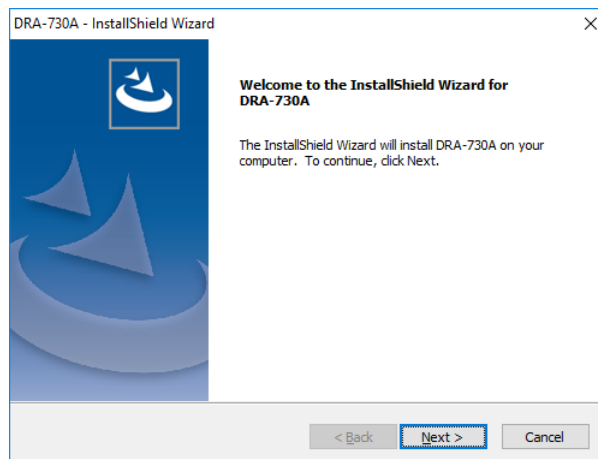 DRA-730A - InstallShield Wizard
Welcome to the InstallShield Wizard for
DRA-730A
The InstallShield Wizard will install DRA-730A on your
computer. To continue, click Next.
< Back
Next >
Cancel